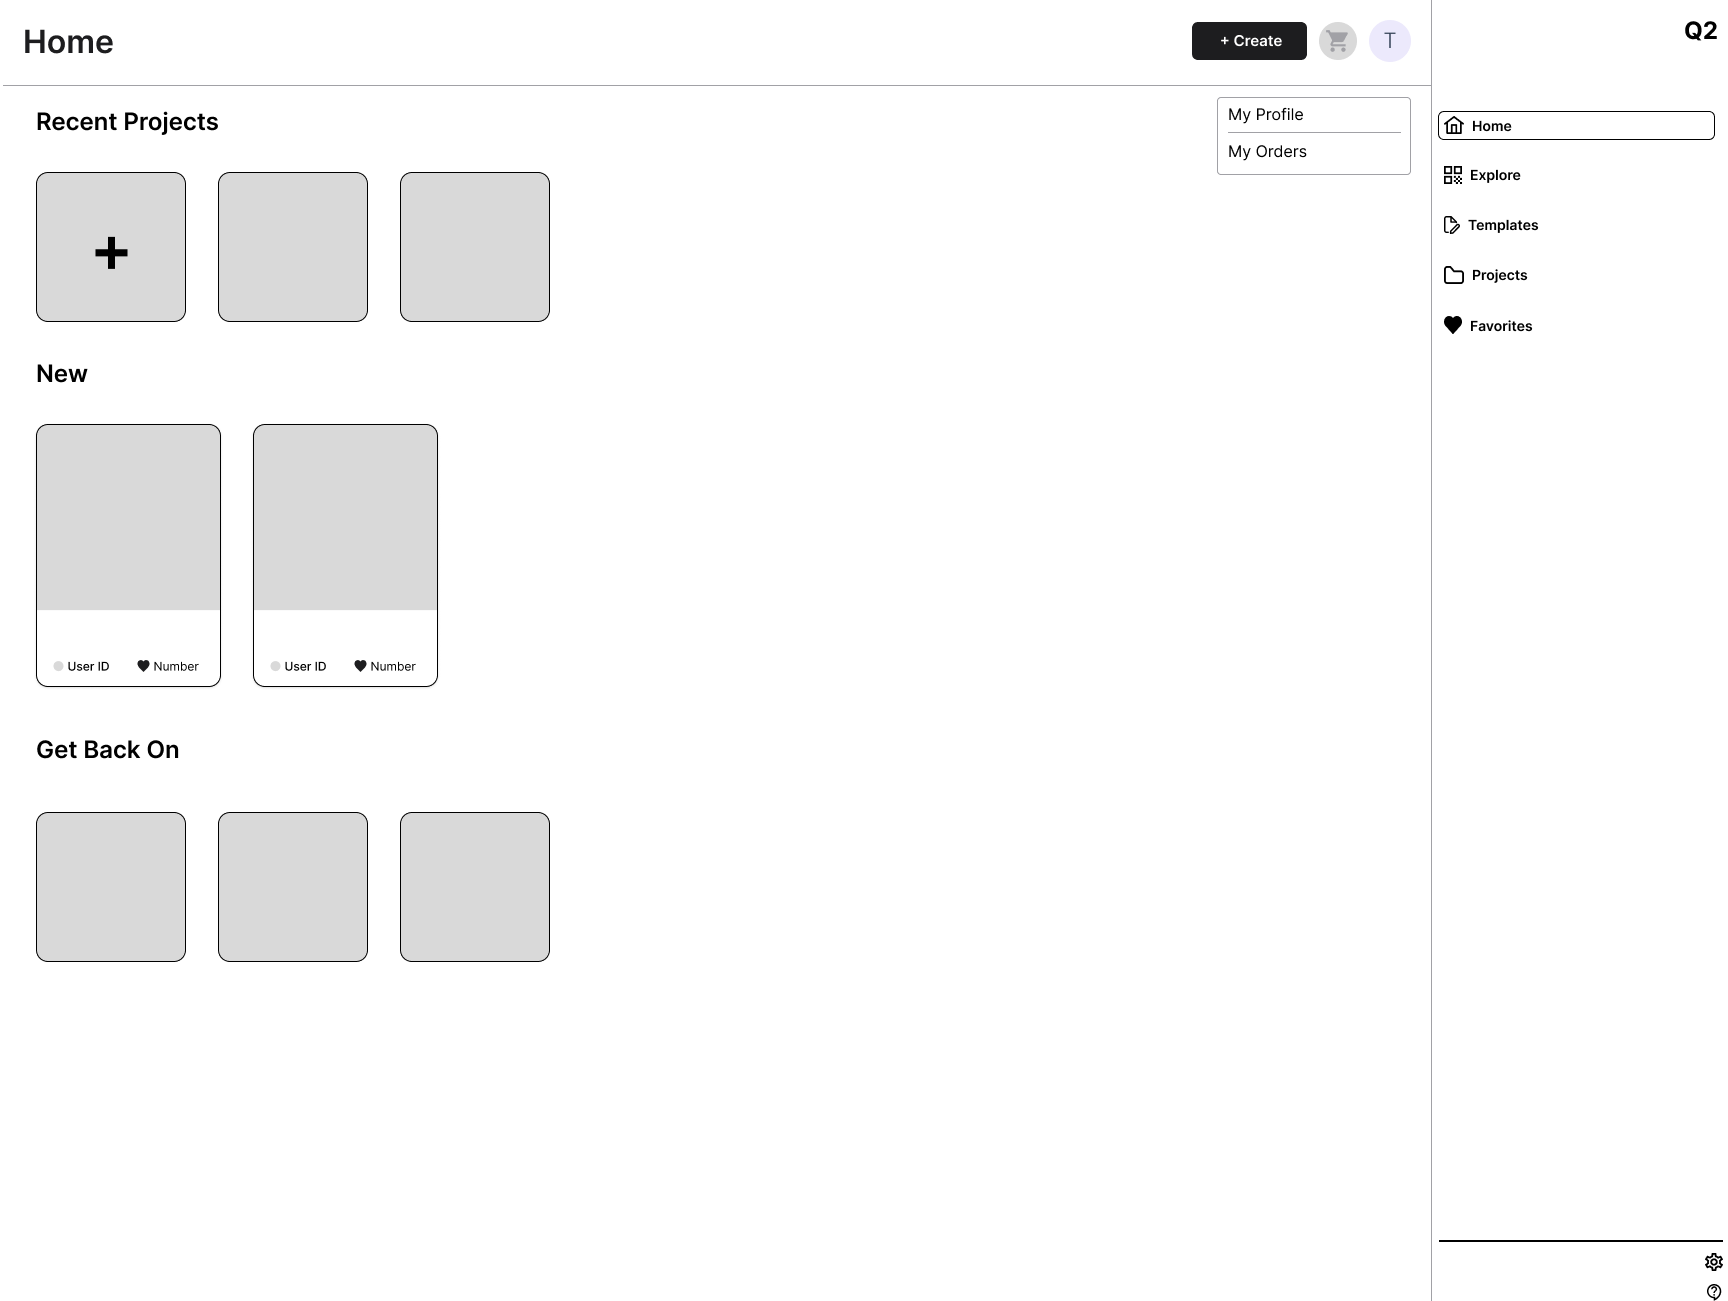 Home
+ Create
T
My Profile
My Orders
Recent Projects
New
User ID
Number
User ID
Number
Get Back On
Q2
Home
Explore
Templates
Projects
Favorites